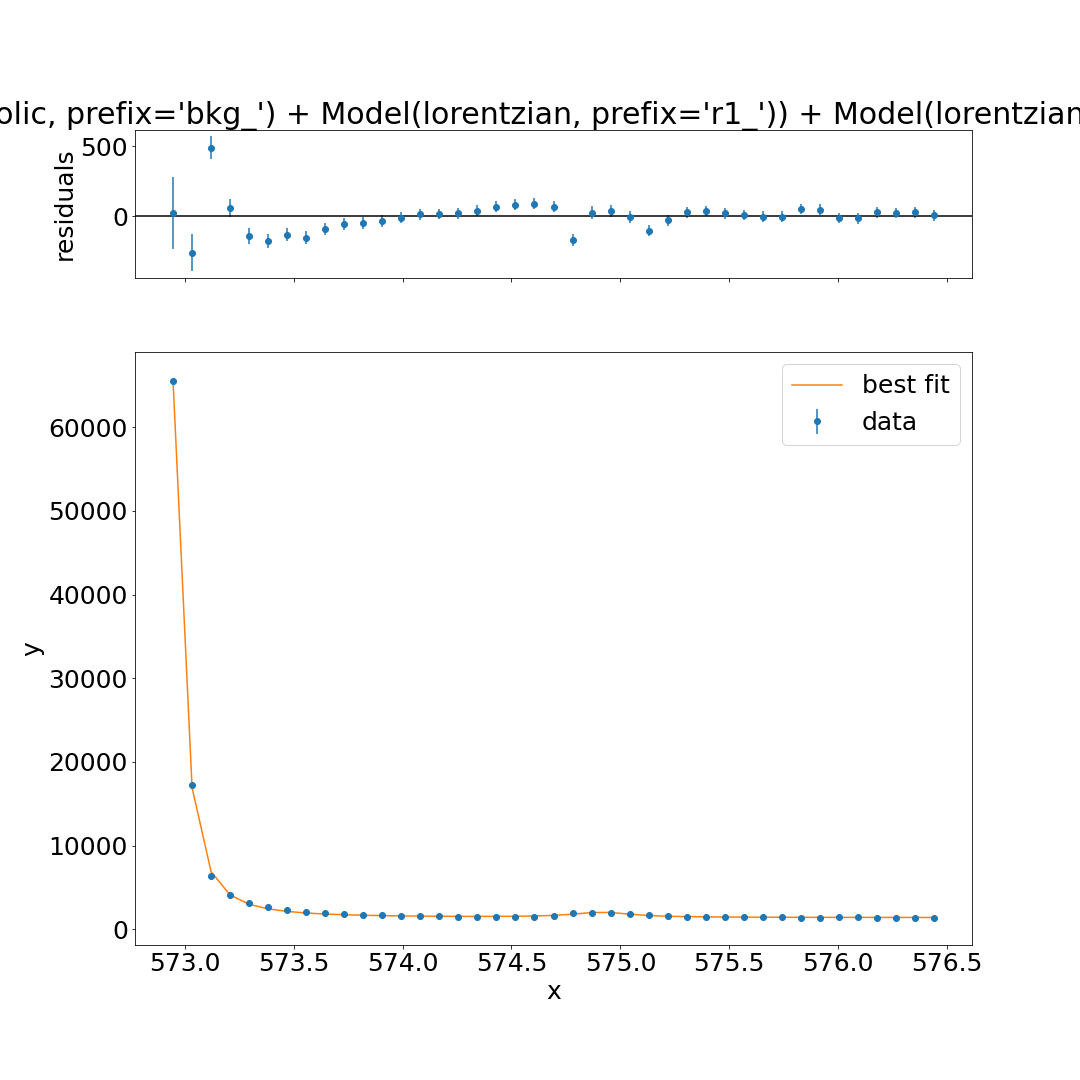 olic, prefix='bkg_') + Model(lorentzian, prefix='r1_')) + Model(lorentzian
residuals
500
0
y
60000
50000
40000
30000
20000
10000
0
best fit
data
573.0 573.5 574.0 574.5 575.0 575.5 576.0 576.5
x